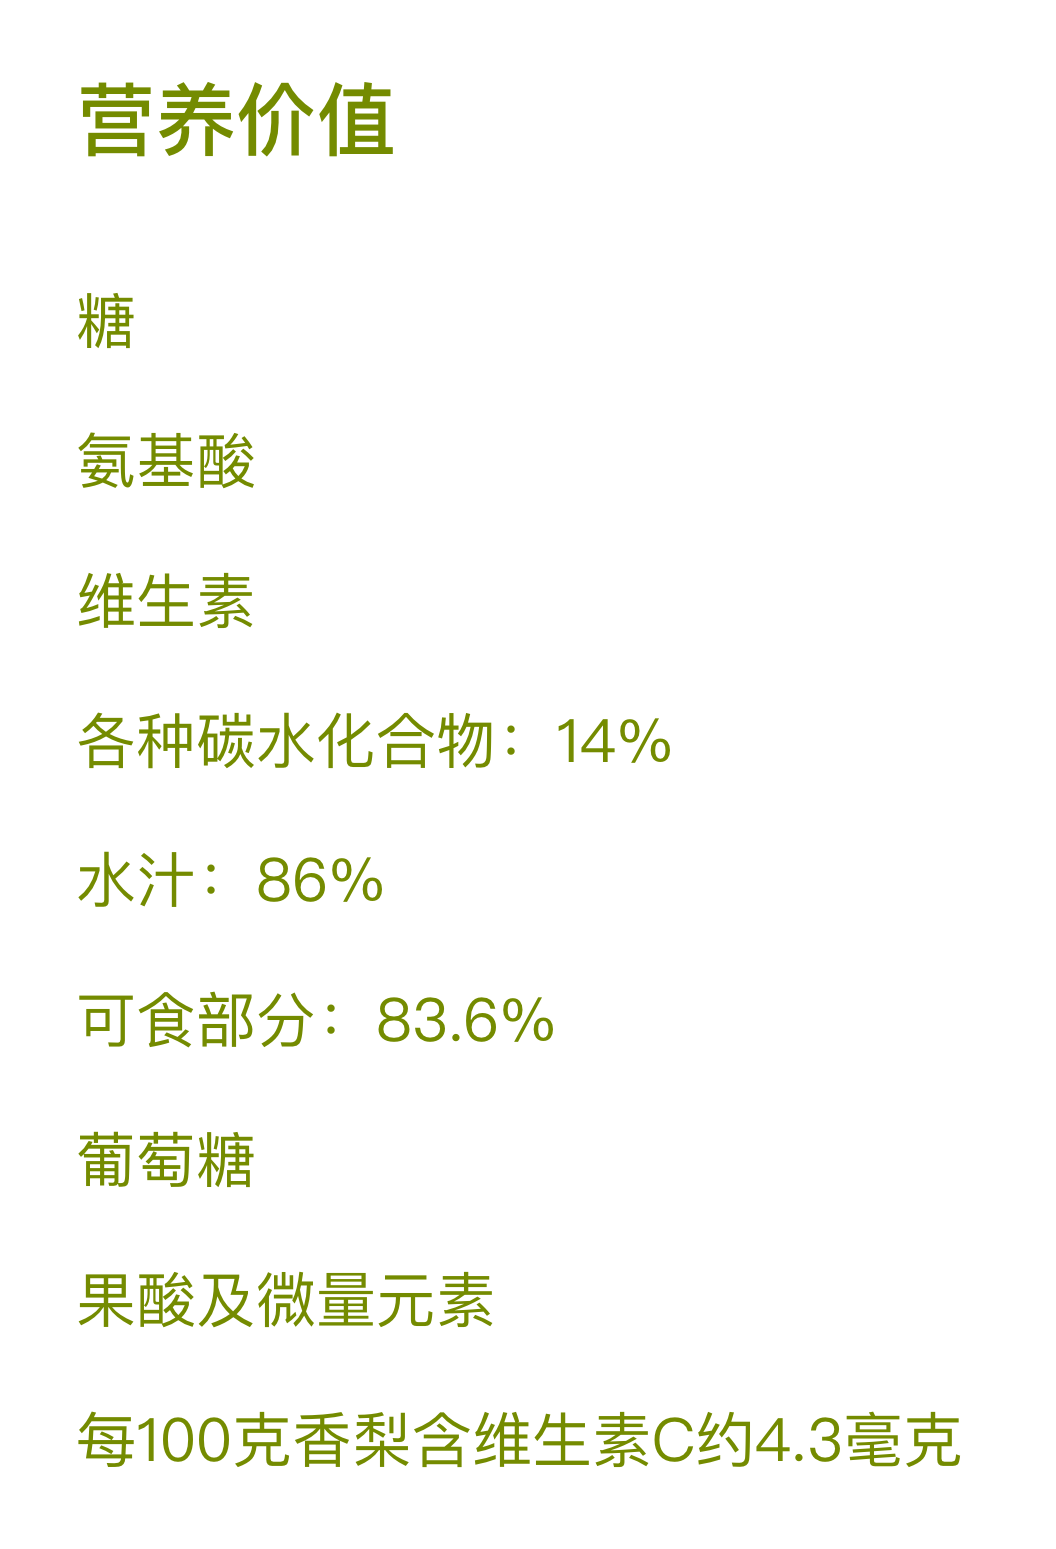 营养价值
糖
氨基酸
维生素
各种碳水化合物：14%
水汁：86%
可食部分：83.6%
葡萄糖
果酸及微量元素
每100克香梨含维生素C约4.3毫克